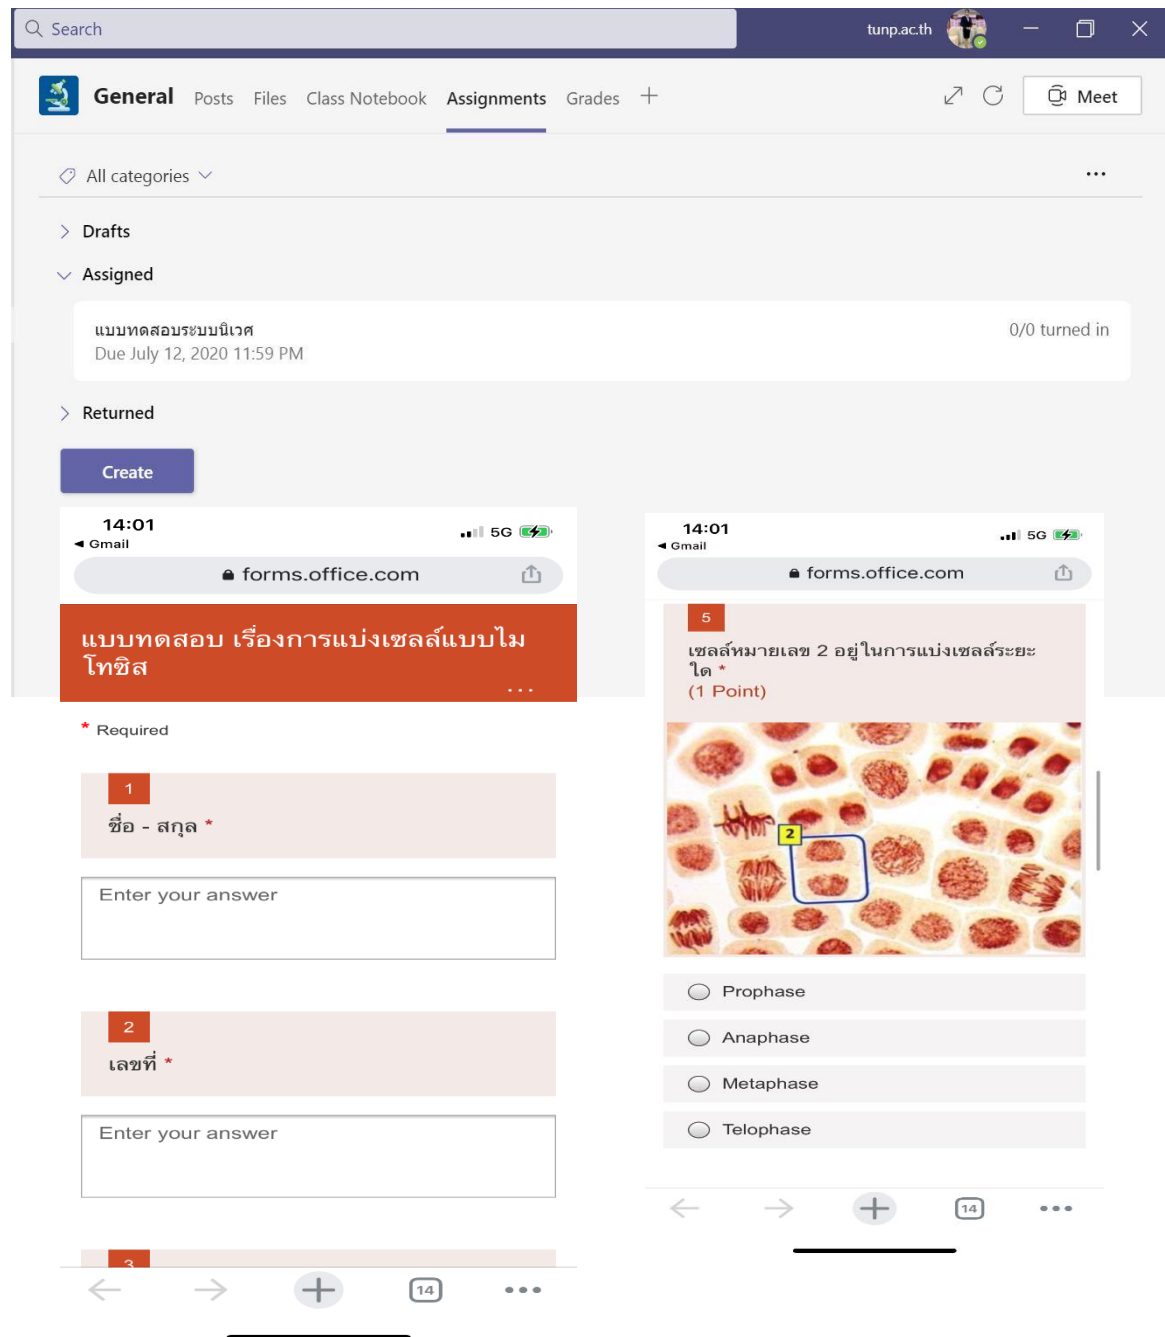 Search
tunp.ac.th
General Posts Files Class Notebook Assignments Grades
Meet
All categories
Drafts
Assigned
แบบทดสอบระบบนิเวศ
0/0 turned in
Due July 12, 2020 11:59 PM
Returned
Create
14:01
5G
Gmail
forms.office.com
แบบทดสอบ เรื่องการแบ่งเซลล์แบบไม
โทซิส
* Required
1
ชื่อ - สกุล *
Enter your answer
2
เลขที่ *
Enter your answer
3
14
14:01
5G
Gmail
forms.office.com
5
เซลล์หมายเลข 2 อยู่ในการแบ่งเซลล์ระยะ
ใด *
(1 Point)
2
Prophase
Anaphase
Metaphase
Telophase
14